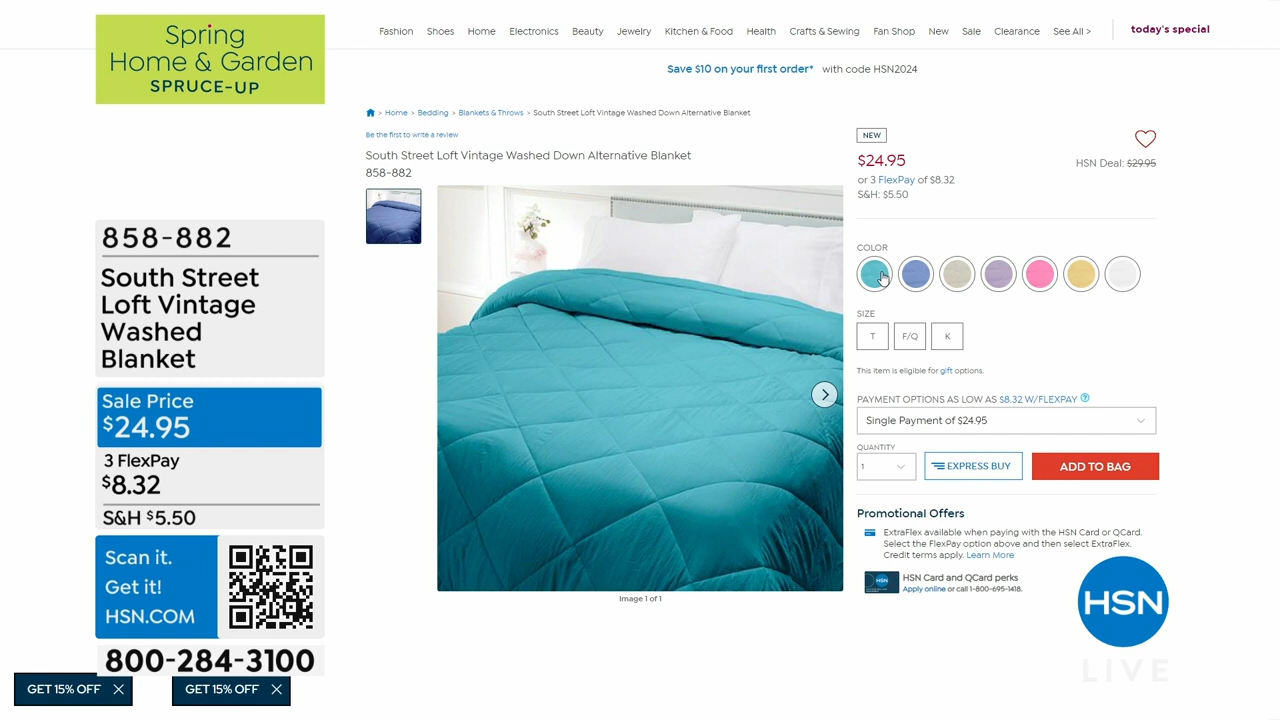 Spring
Home & Garden
SPRUCE-UP
Fashion Shoes Home Electronics Beauty Jewelry Kitchen & Food Health Crafts & Sewing Fan Shop New Sale Clearance See All > today's special
Save $10 on your first order* with code HSN2024
> Home > Bedding > Blankets & Throws > South Street Loft Vintage Washed Down Alternative Blanket
Be the first to write a review
South Street Loft Vintage Washed Down Alternative Blanket
858-882
NEW
$24.95
HSN Deal: $29.95
or 3 FlexPay of $8.32
S&H: $5.50
COLOR
SIZE
T F/Q K
This item is eligible for gift options.
PAYMENT OPTIONS AS LOW AS $8.32 W/FLEXPAY ?
Single Payment of $24.95
QUANTITY
1
EXPRESS BUY
ADD TO BAG
Promotional Offers
ExtraFlex available when paying with the HSN Card or QCard.
Select the FlexPay option above and then select ExtraFlex.
Credit terms apply. Learn More
HSN
HSN Card and QCard perks
Apply online or call 1-800-695-1418.
Image 1 of 1
858-882
South Street
Loft Vintage
Washed
Blanket
Sale Price
$24.95
3 FlexPay
$8.32
S&H $5.50
Scan it.
Get it!
HSN.COM
800-284-3100
GET 15% OFF
GET 15% OFF
HSN
LIVE